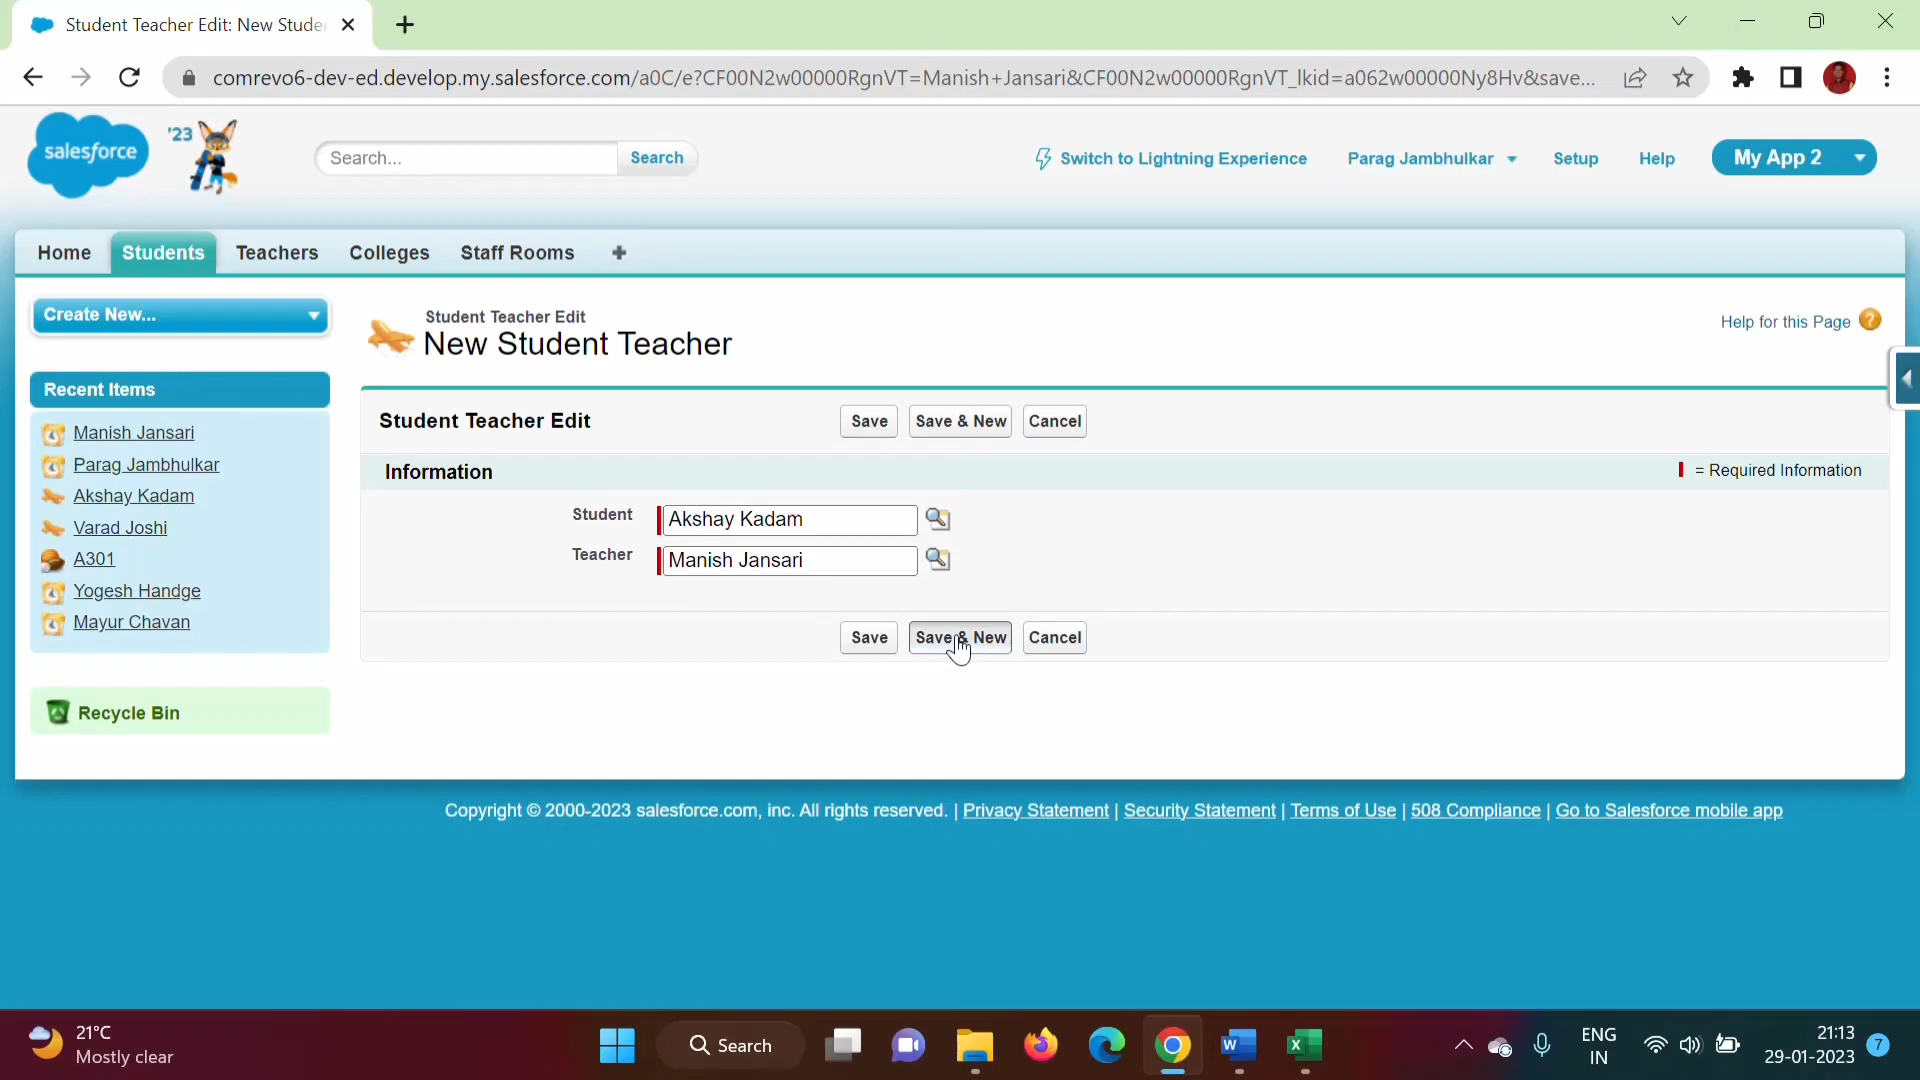 Student Teacher Edit: New Stude
comrevo6-dev-ed.develop.my.salesforce.com/a0C/e?CF00N2w00000RgnVT=Manish+Jansari&CF00N2w00000RgnVT_lkid=a062w00000Ny8Hv&save...
salesforce
'23
Search...
Search
Switch to Lightning Experience
Parag Jambhulkar
Setup
Help
My App 2
Home
Students
Teachers
Colleges
Staff Rooms
Create New...
Student Teacher Edit
New Student Teacher
Help for this Page
Recent Items
Manish Jansari
Parag Jambhulkar
Akshay Kadam
Varad Joshi
A301
Yogesh Handge
Mayur Chavan
Recycle Bin
Student Teacher Edit
Save
Save & New
Cancel
Information
= Required Information
Student
Akshay Kadam
Teacher
Manish Jansari
Save
Save & New
Cancel
Copyright © 2000-2023 salesforce.com, inc. All rights reserved. | Privacy Statement | Security Statement | Terms of Use | 508 Compliance | Go to Salesforce mobile app
21°C
Mostly clear
Search
W
X
ENG
IN
21:13
29-01-2023
7